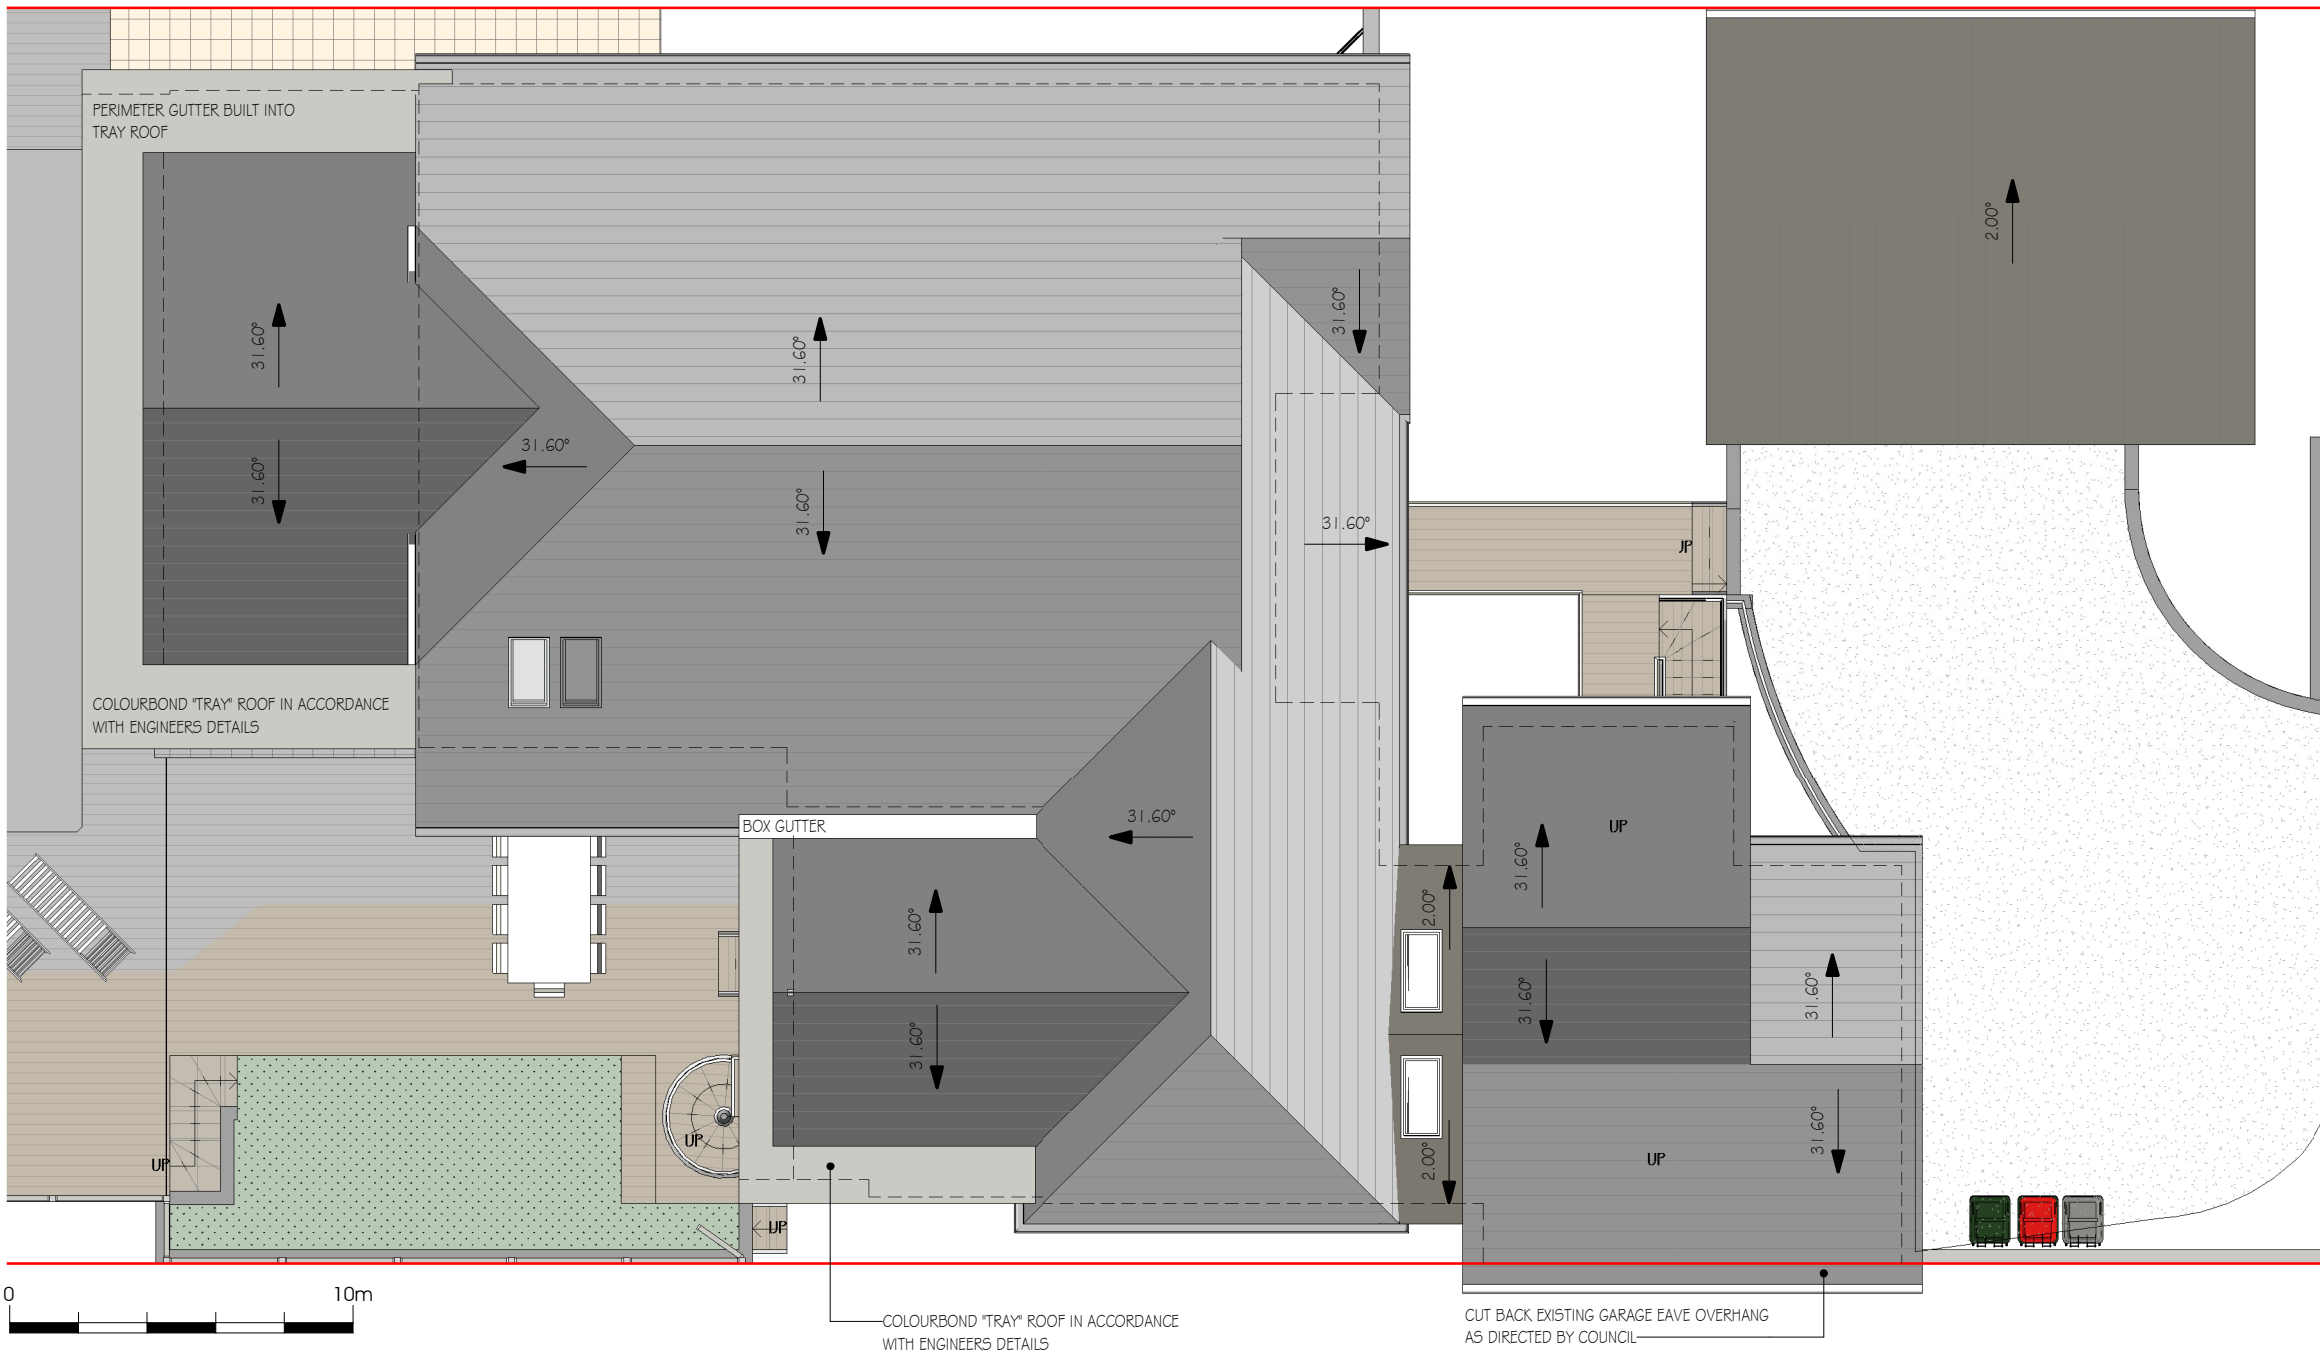 PERIMETER GUTTER BUILT INTO
TRAY ROOF
2.00°
31.60°
31.60°
31.60°
31.60°
31.60°
31.60°
31.60°
31.60°
JP
COLOURBOND "TRAY" ROOF IN ACCORDANCE
WITH ENGINEERS DETAILS
BOX GUTTER
31.60°
UP
31.60°
2.00°
31.60°
31.60°
31.60°
31.60°
31.60°
UP
UP
2.00°
UP
UP
0
10m
COLOURBOND "TRAY" ROOF IN ACCORDANCE
WITH ENGINEERS DETAILS
CUT BACK EXISTING GARAGE EAVE OVERHANG
AS DIRECTED BY COUNCIL
31.60°